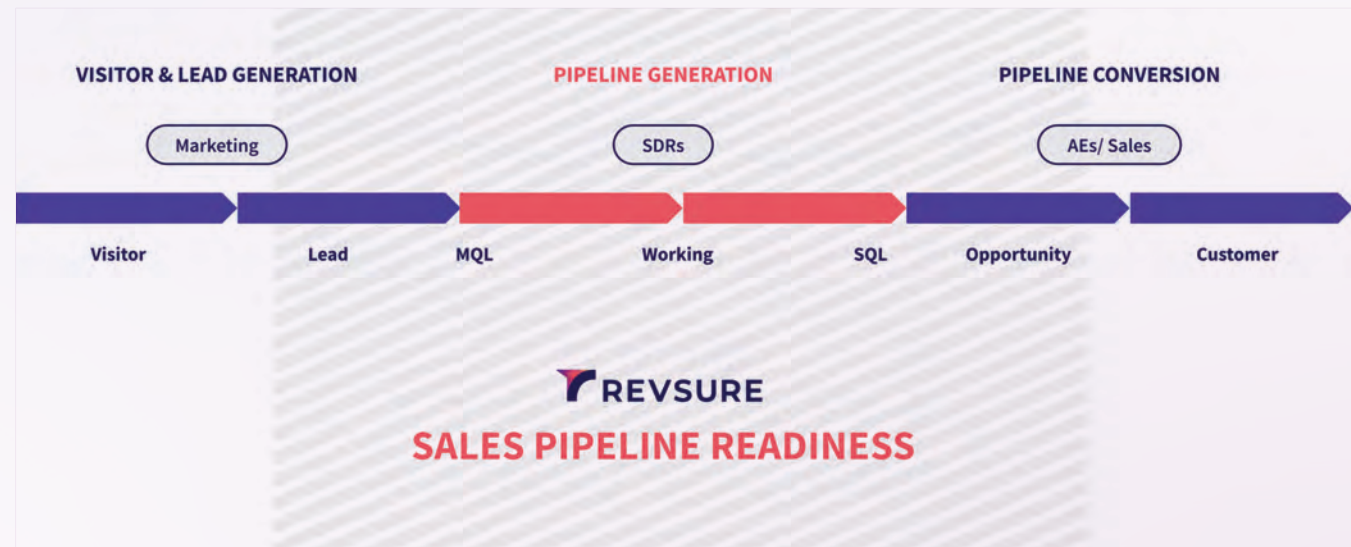 VISITOR & LEAD GENERATION
PIPELINE GENERATION
PIPELINE CONVERSION
Marketing
SDRs
AEs/ Sales
Visitor
Lead
MQL
Working
SQL
Opportunity
Customer
REVSURE
SALES PIPELINE READINESS